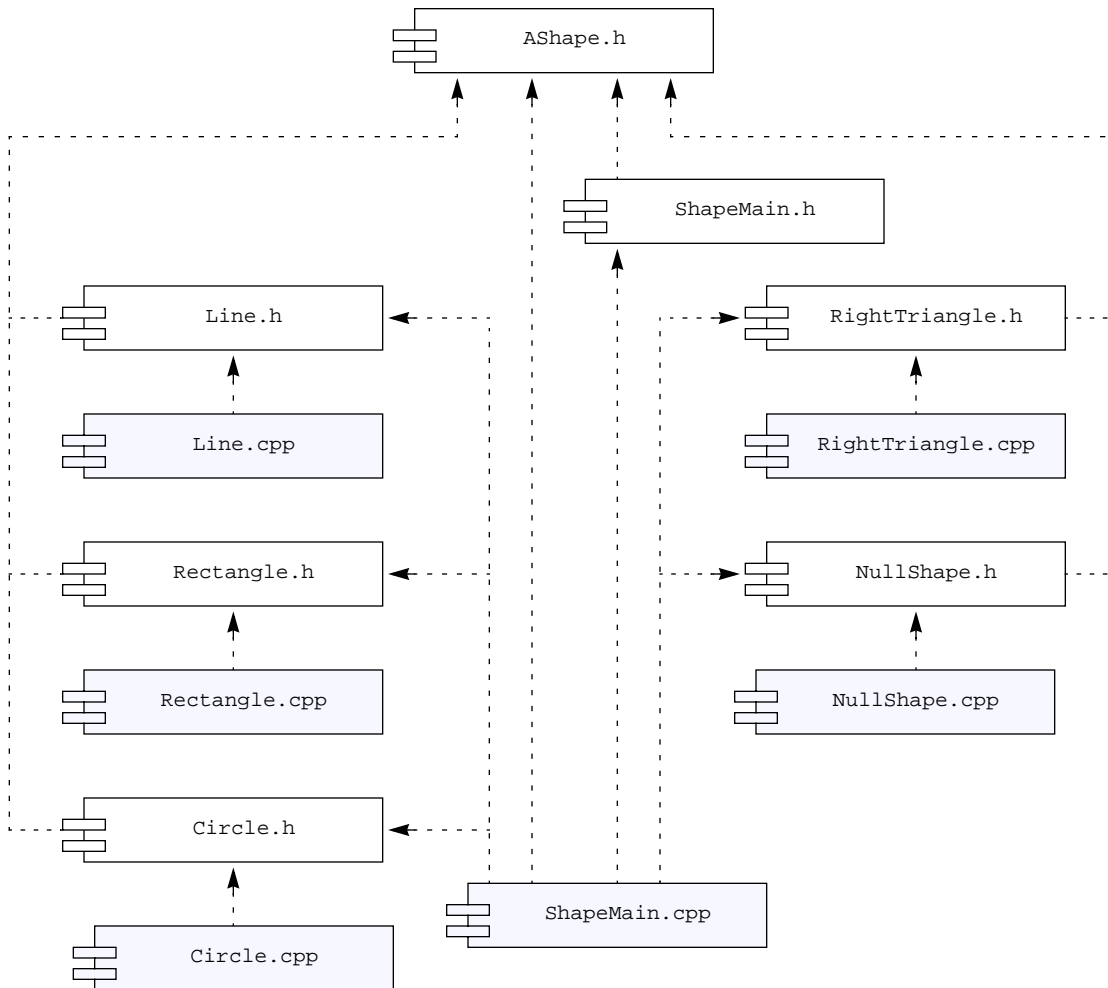 AShape.h
ShapeMain.h
Line.h
RightTriangle.h
Line.cpp
RightTriangle.cpp
Rectangle.h
NullShape.h
Rectangle.cpp
NullShape.cpp
Circle.h
ShapeMain.cpp
Circle.cpp